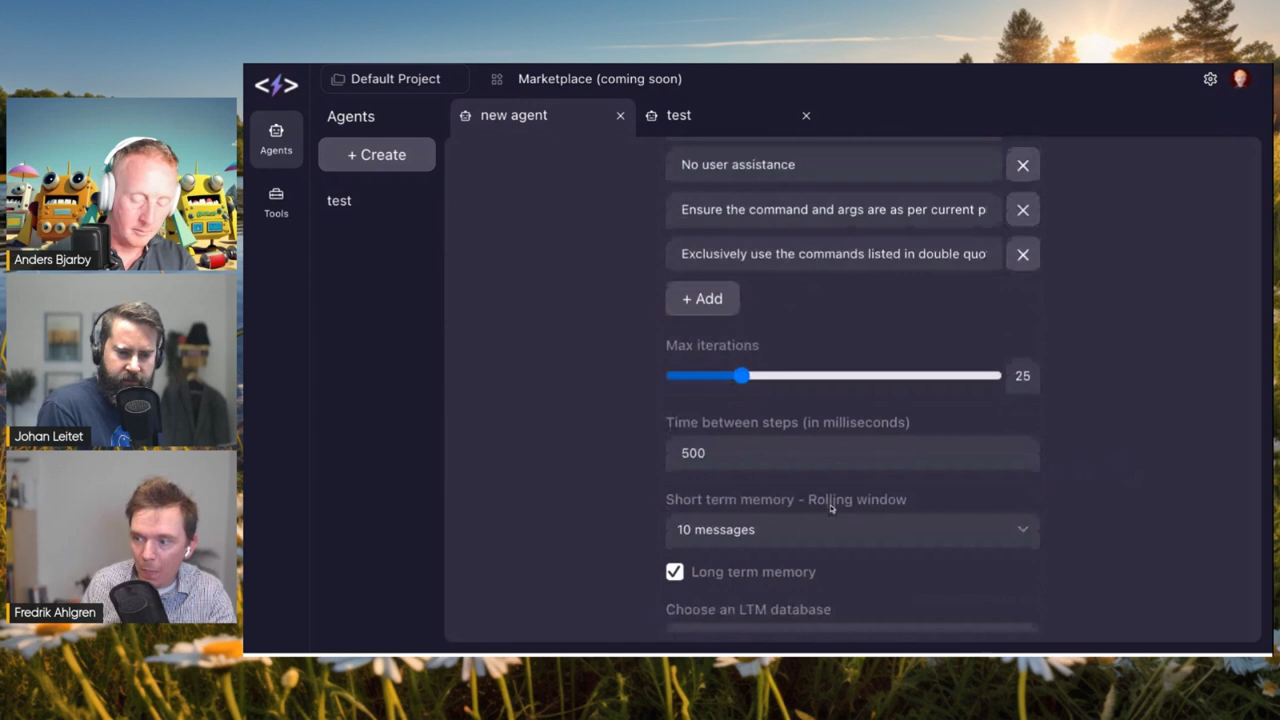 Anders Bjarby
Johan Leitet
Fredrik Ahlgren
Default Project
Marketplace (coming soon)
Agents
Tools
Agents
+ Create
test
new agent
test
No user assistance
Ensure the command and args are as per current p
Exclusively use the commands listed in double quo
+ Add
Max iterations
25
Time between steps (in milliseconds)
500
Short term memory - Rolling window
10 messages
Long term memory
Choose an LTM database